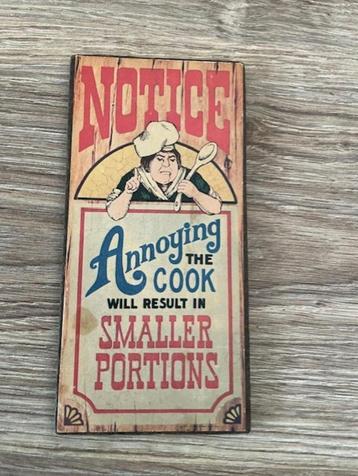 NOTICE
Annoying
THE
COOK
WILL RESULT IN
SMALLER
PORTIONS